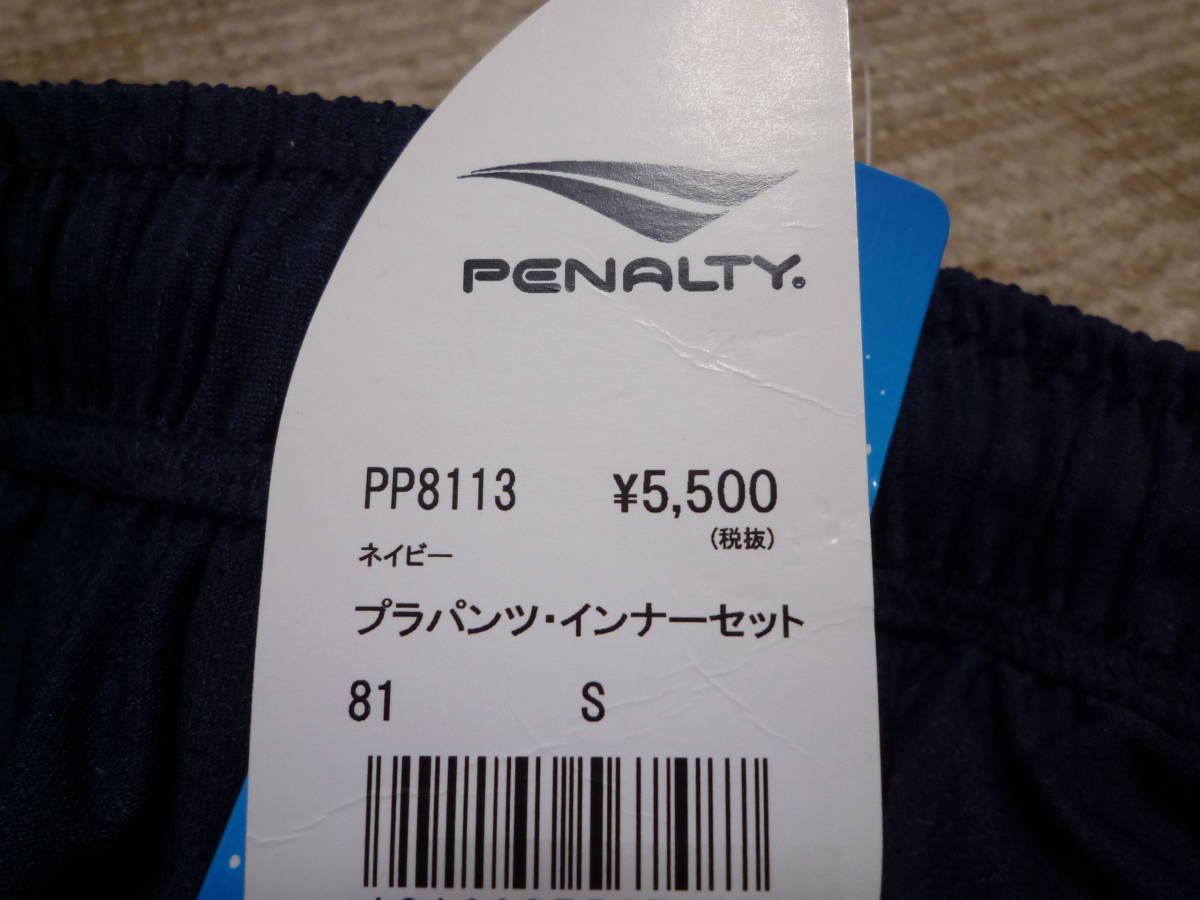 PENALTY
PP8113 ¥5,500
(税抜)
ネイビー
プラパンツ・インナーセット
81 S